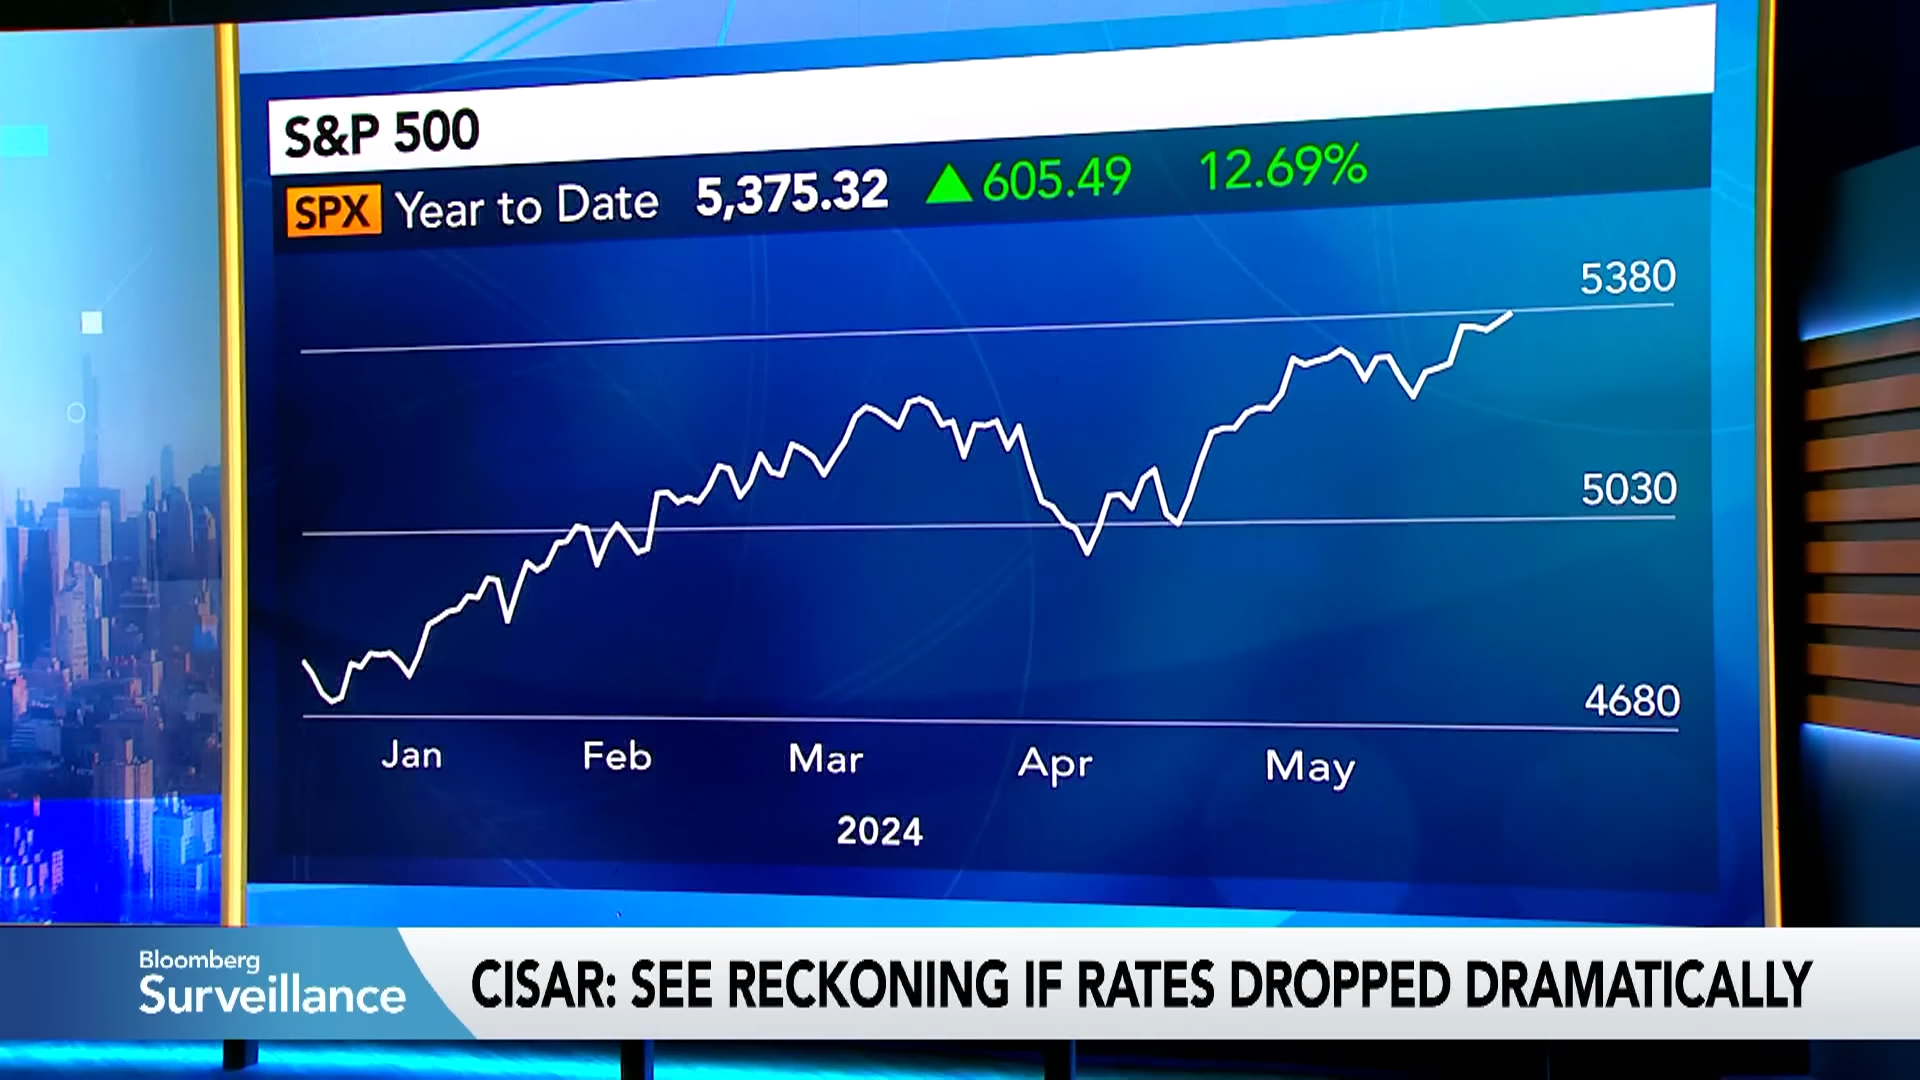 S&P 500
SPX Year to Date 5,375.32 ▲605.49 12.69%
5380
5030
4680
Jan Feb Mar Apr May
2024
Bloomberg
Surveillance
CISAR: SEE RECKONING IF RATES DROPPED DRAMATICALLY